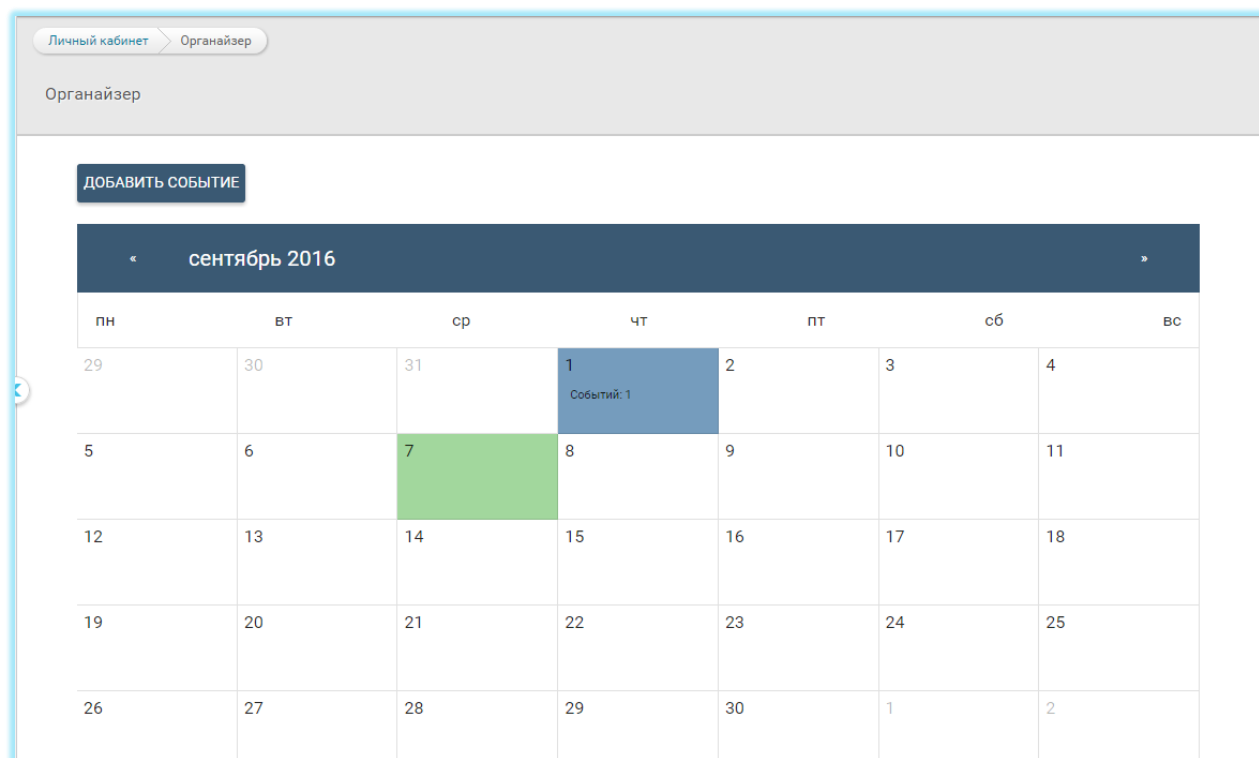 Личный кабинет Органайзер
Органайзер
ДОБАВИТЬ СОБЫТИЕ
« сентябрь 2016 »
пн вт ср чт пт сб вс
29 30 31 1 2 3 4
Событий: 1
5 6 7 8 9 10 11
12 13 14 15 16 17 18
19 20 21 22 23 24 25
26 27 28 29 30 1 2